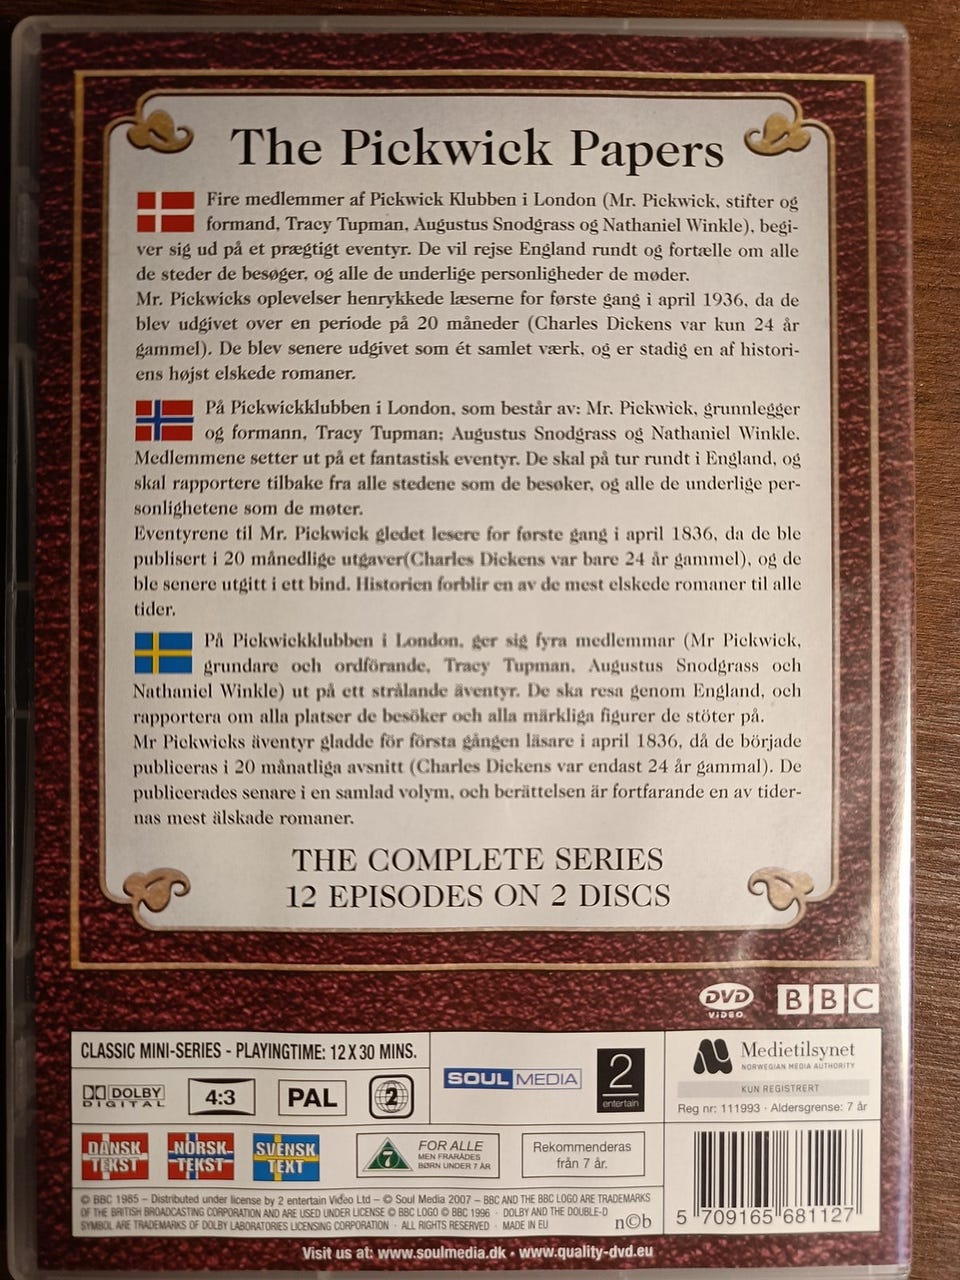 The Pickwick Papers
Fire medlemmer af Pickwick Klubben i London (Mr. Pickwick, stifter og
formand, Tracy Tupman, Augustus Snodgrass og Nathaniel Winkle), begi-
ver sig ud på et prægtigt eventyr. De vil rejse England rundt og fortælle om alle
de steder de besøger, og alle de underlige personligheder de møder.
Mr. Pickwicks oplevelser henrykkede læserne for første gang i april 1936, da de
blev udgivet over en periode på 20 måneder (Charles Dickens var kun 24 år
gammel). De blev senere udgivet som ét samlet værk, og er stadig en af histori-
ens højst elskede romaner.
På Pickwickklubben i London, som består av: Mr. Pickwick, grunnlegger
og formann, Tracy Tupman; Augustus Snodgrass og Nathaniel Winkle.
Medlemmene setter ut på et fantastisk eventyr. De skal på tur rundt i England, og
skal rapportere tilbake fra alle stedene som de besøker, og alle de underlige per-
sonlighetene som de møter.
Eventyrene til Mr. Pickwick gledet lesere for første gang i april 1836, da de ble
publisert i 20 månedlige utgaver(Charles Dickens var bare 24 år gammel), og de
ble senere utgitt i ett bind. Historien forblir en av de mest elskede romaner til alle
tider.
På Pickwickklubben i London, ger sig fyra medlemmar (Mr Pickwick,
grundare och ordförande, Tracy Tupman, Augustus Snodgrass och
Nathaniel Winkle) ut på ett strålande äventyr. De ska resa genom England, och
rapportera om alla platser de besöker och alla märkliga figurer de stöter på.
Mr Pickwicks äventyr gladde för första gången läsare i april 1836, då de började
publiceras i 20 månatliga avsnitt (Charles Dickens var endast 24 år gammal). De
publicerades senare i en samlad volym, och berättelsen är fortfarande en av tider-
nas mest älskade romaner.
THE COMPLETE SERIES
12 EPISODES ON 2 DISCS
DVD VIDEO
BBC
CLASSIC MINI-SERIES - PLAYINGTIME: 12 X 30 MINS.
DOLBY DIGITAL
4:3
PAL
2
SOUL MEDIA
2 entertain
Medietilsynet
NORWEGIAN MEDIA AUTHORITY
KUN REGISTRERT
Reg nr: 111993 · Aldersgrense: 7 år
DANSK TEKST
NORSK TEKST
SVENSK TEXT
7
FOR ALLE
MEN FRARÅDES
BØRN UNDER 7 ÅR
Rekommenderas
från 7 år.
© BBC 1985 – Distributed under license by 2 entertain Video Ltd – © Soul Media 2007 – BBC AND THE BBC LOGO ARE TRADEMARKS
OF THE BRITISH BROADCASTING CORPORATION AND ARE USED UNDER LICENSE © BBC LOGO © BBC 1996 · DOLBY AND THE DOUBLE-D
SYMBOL ARE TRADEMARKS OF DOLBY LABORATORIES LICENSING CORPORATION · ALL RIGHTS RESERVED · MADE IN EU
n©b
5 709165 681127
Visit us at: www.soulmedia.dk • www.quality-dvd.eu